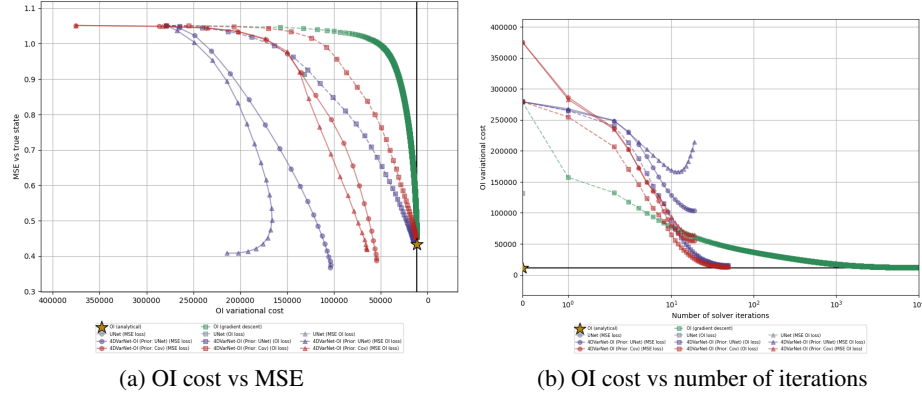 1.1
1.0
0.9
0.8
0.7
0.6
0.5
0.4
0.3
MSE vs true state
400000 350000 300000 250000 200000 150000 100000 50000 0
OI variational cost
OI (analytical)
UNet (MSE loss)
4DVarNet-OI (Prior: UNet) (MSE loss)
4DVarNet-OI (Prior: Cov) (MSE loss)
OI (gradient descent)
UNet (OI loss)
4DVarNet-OI (Prior: UNet) (OI loss)
4DVarNet-OI (Prior: Cov) (OI loss)
UNet (MSE OI loss)
4DVarNet-OI (Prior: UNet) (MSE OI loss)
4DVarNet-OI (Prior: Cov) (MSE OI loss)
(a) OI cost vs MSE
400000
350000
300000
250000
200000
150000
100000
50000
0
OI variational cost
0 10⁰ 10¹ 10² 10³ 10⁴
Number of solver iterations
OI (analytical)
UNet (MSE loss)
4DVarNet-OI (Prior: UNet) (MSE loss)
4DVarNet-OI (Prior: Cov) (MSE loss)
OI (gradient descent)
UNet (OI loss)
4DVarNet-OI (Prior: UNet) (OI loss)
4DVarNet-OI (Prior: Cov) (OI loss)
UNet (MSE OI loss)
4DVarNet-OI (Prior: UNet) (MSE OI loss)
4DVarNet-OI (Prior: Cov) (MSE OI loss)
(b) OI cost vs number of iterations